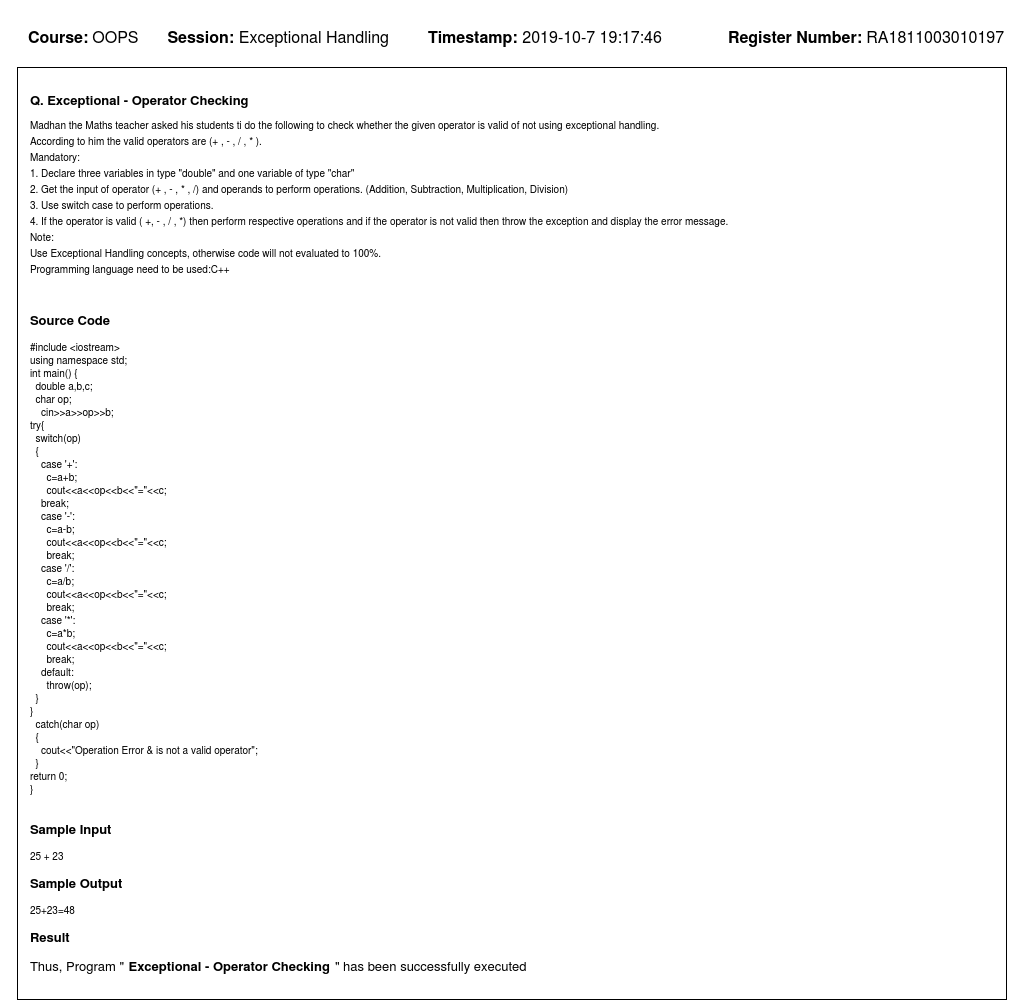 Course: OOPS Session: Exceptional Handling Timestamp: 2019-10-7 19:17:46 Register Number: RA1811003010197
Q. Exceptional - Operator Checking
Madhan the Maths teacher asked his students ti do the following to check whether the given operator is valid of not using exceptional handling.
According to him the valid operators are (+ , - , / , * ).
Mandatory:
1. Declare three variables in type "double" and one variable of type "char"
2. Get the input of operator (+ , - , * , /) and operands to perform operations. (Addition, Subtraction, Multiplication, Division)
3. Use switch case to perform operations.
4. If the operator is valid ( +, - , / , *) then perform respective operations and if the operator is not valid then throw the exception and display the error message.
Note:
Use Exceptional Handling concepts, otherwise code will not evaluated to 100%.
Programming language need to be used:C++
Source Code
#include <iostream>
using namespace std;
int main() {
  double a,b,c;
  char op;
    cin>>a>>op>>b;
try{
  switch(op)
  {
    case '+':
      c=a+b;
      cout<<a<<op<<b<<"="<<c;
    break;
    case '-':
      c=a-b;
      cout<<a<<op<<b<<"="<<c;
      break;
    case '/':
      c=a/b;
      cout<<a<<op<<b<<"="<<c;
      break;
    case '*':
      c=a*b;
      cout<<a<<op<<b<<"="<<c;
      break;
    default:
      throw(op);
  }
}
  catch(char op)
  {
    cout<<"Operation Error & is not a valid operator";
  }
return 0;
}
Sample Input
25 + 23
Sample Output
25+23=48
Result
Thus, Program " Exceptional - Operator Checking " has been successfully executed